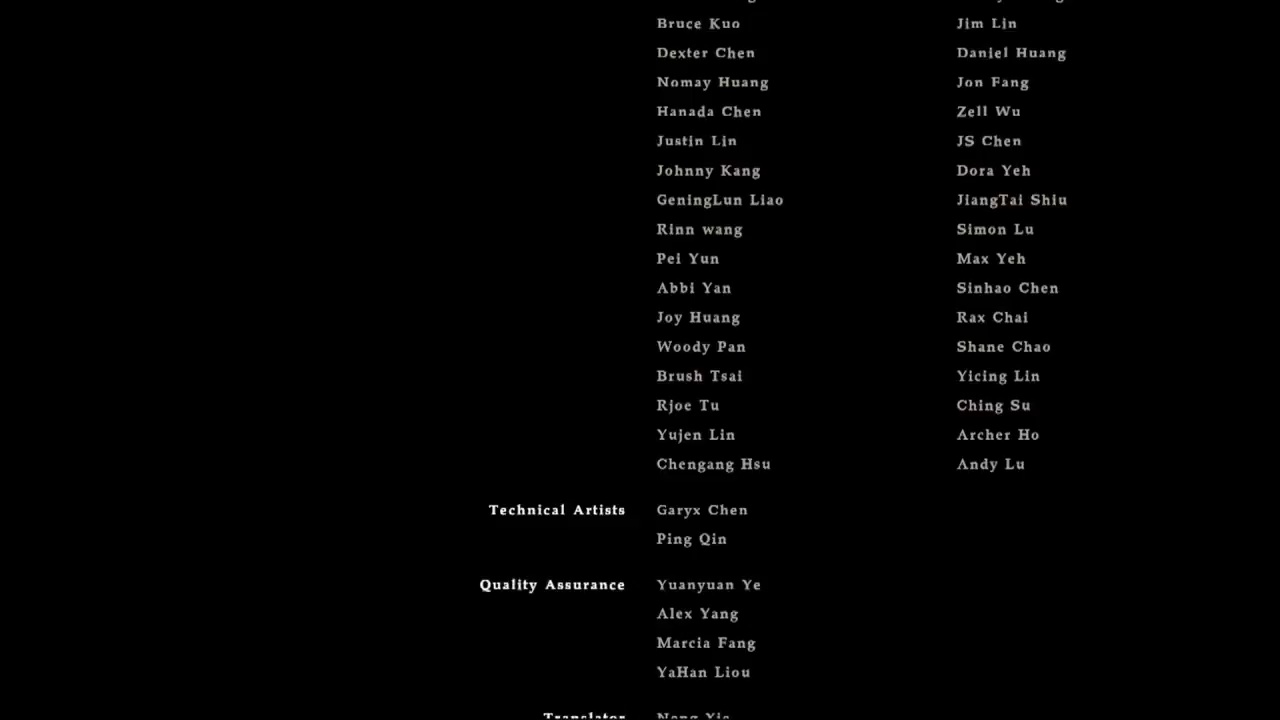 Bruce Kuo Jim Lin
Dexter Chen Daniel Huang
Nomay Huang Jon Fang
Hanada Chen Zell Wu
Justin Lin JS Chen
Johnny Kang Dora Yeh
GeningLun Liao JiangTai Shiu
Rinn wang Simon Lu
Pei Yun Max Yeh
Abbi Yan Sinhao Chen
Joy Huang Rax Chai
Woody Pan Shane Chao
Brush Tsai Yicing Lin
Rjoe Tu Ching Su
Yujen Lin Archer Ho
Chengang Hsu Andy Lu
Technical Artists Garyx Chen
Ping Qin
Quality Assurance Yuanyuan Ye
Alex Yang
Marcia Fang
YaHan Liou
Translator